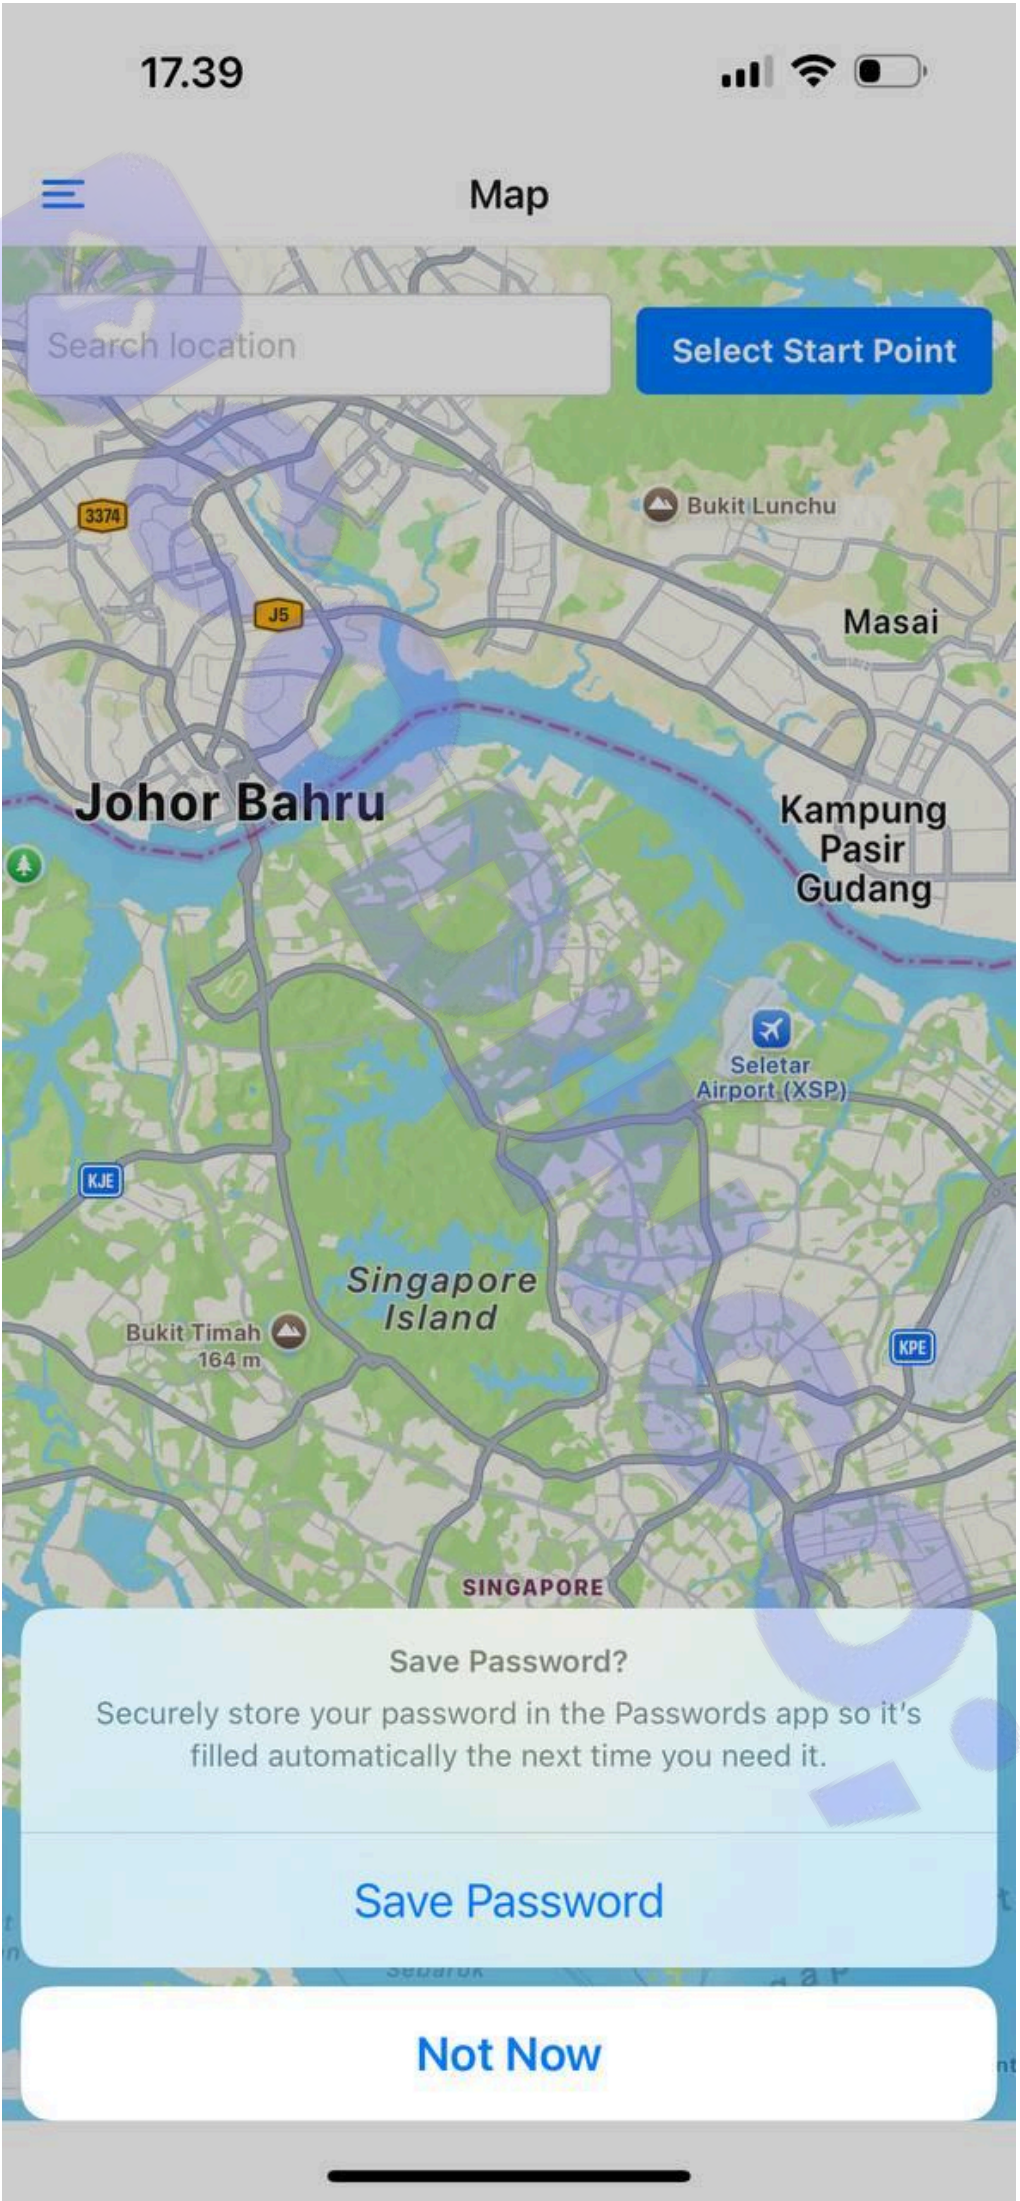 17.39
Map
Search location
Select Start Point
3374
Bukit Lunchu
J5
Masai
Johor Bahru
Kampung
Pasir
Gudang
Seletar
Airport (XSP)
KJE
Singapore
Island
Bukit Timah
164 m
KPE
SINGAPORE
Save Password?
Securely store your password in the Passwords app so it's
filled automatically the next time you need it.
Save Password
Sebarok
Not Now